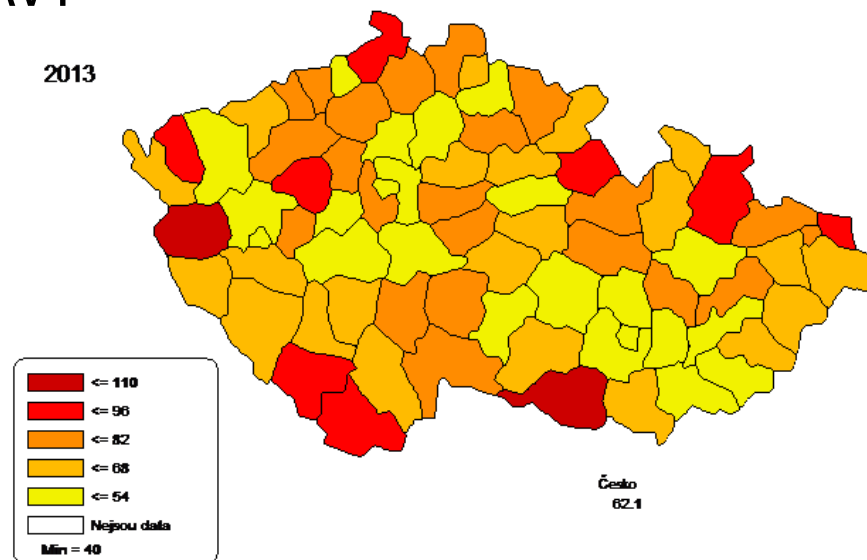 2013
<= 110
<= 96
<= 82
<= 68
<= 54
Nejsou data
Min = 40
Česko
62.1